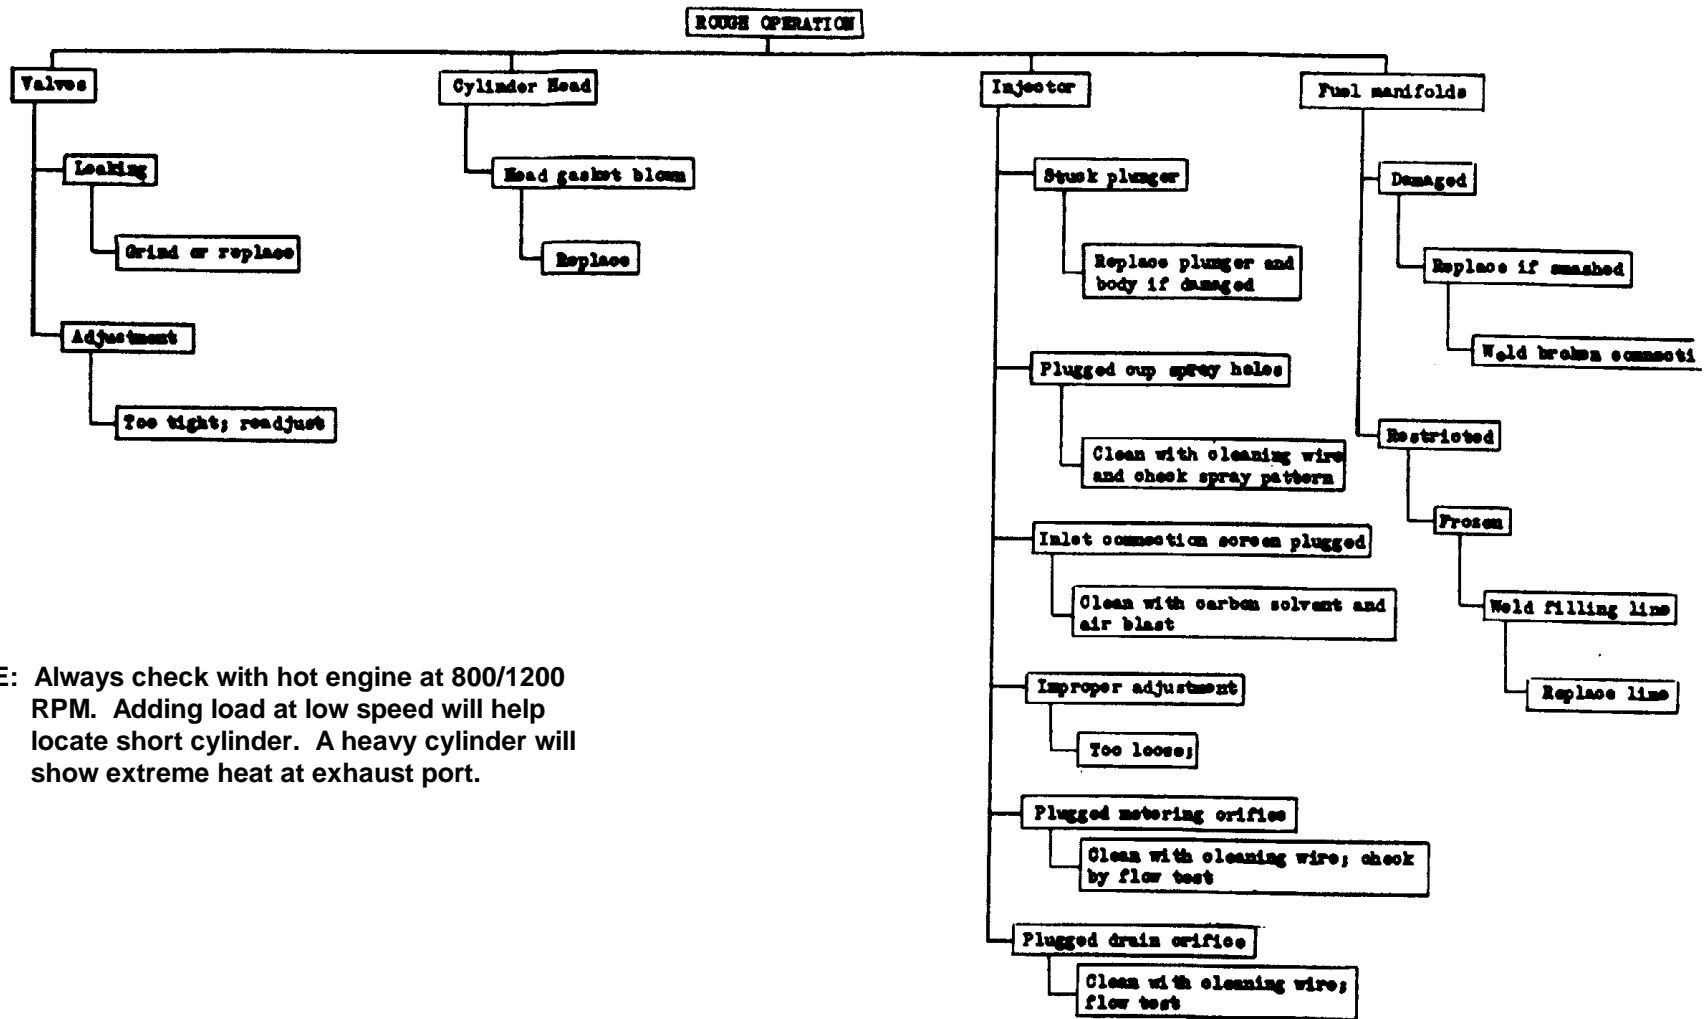 ROUGH OPERATION
Valves
Leaking
Grind or replace
Adjustment
Too tight; readjust
Cylinder Head
Head gasket blown
Replace
Injector
Stuck plunger
Replace plunger and
body if damaged
Plugged cup spray holes
Clean with cleaning wire
and check spray pattern
Inlet connection screen plugged
Clean with carbon solvent and
air blast
Improper adjustment
Too loose;
Plugged metering orifice
Clean with cleaning wire; check
by flow test
Plugged drain orifice
Clean with cleaning wire;
flow test
Fuel manifolds
Damaged
Replace if smashed
Weld broken connecti
Restricted
Frozen
Weld filling line
Replace line
E: Always check with hot engine at 800/1200
RPM. Adding load at low speed will help
locate short cylinder. A heavy cylinder will
show extreme heat at exhaust port.